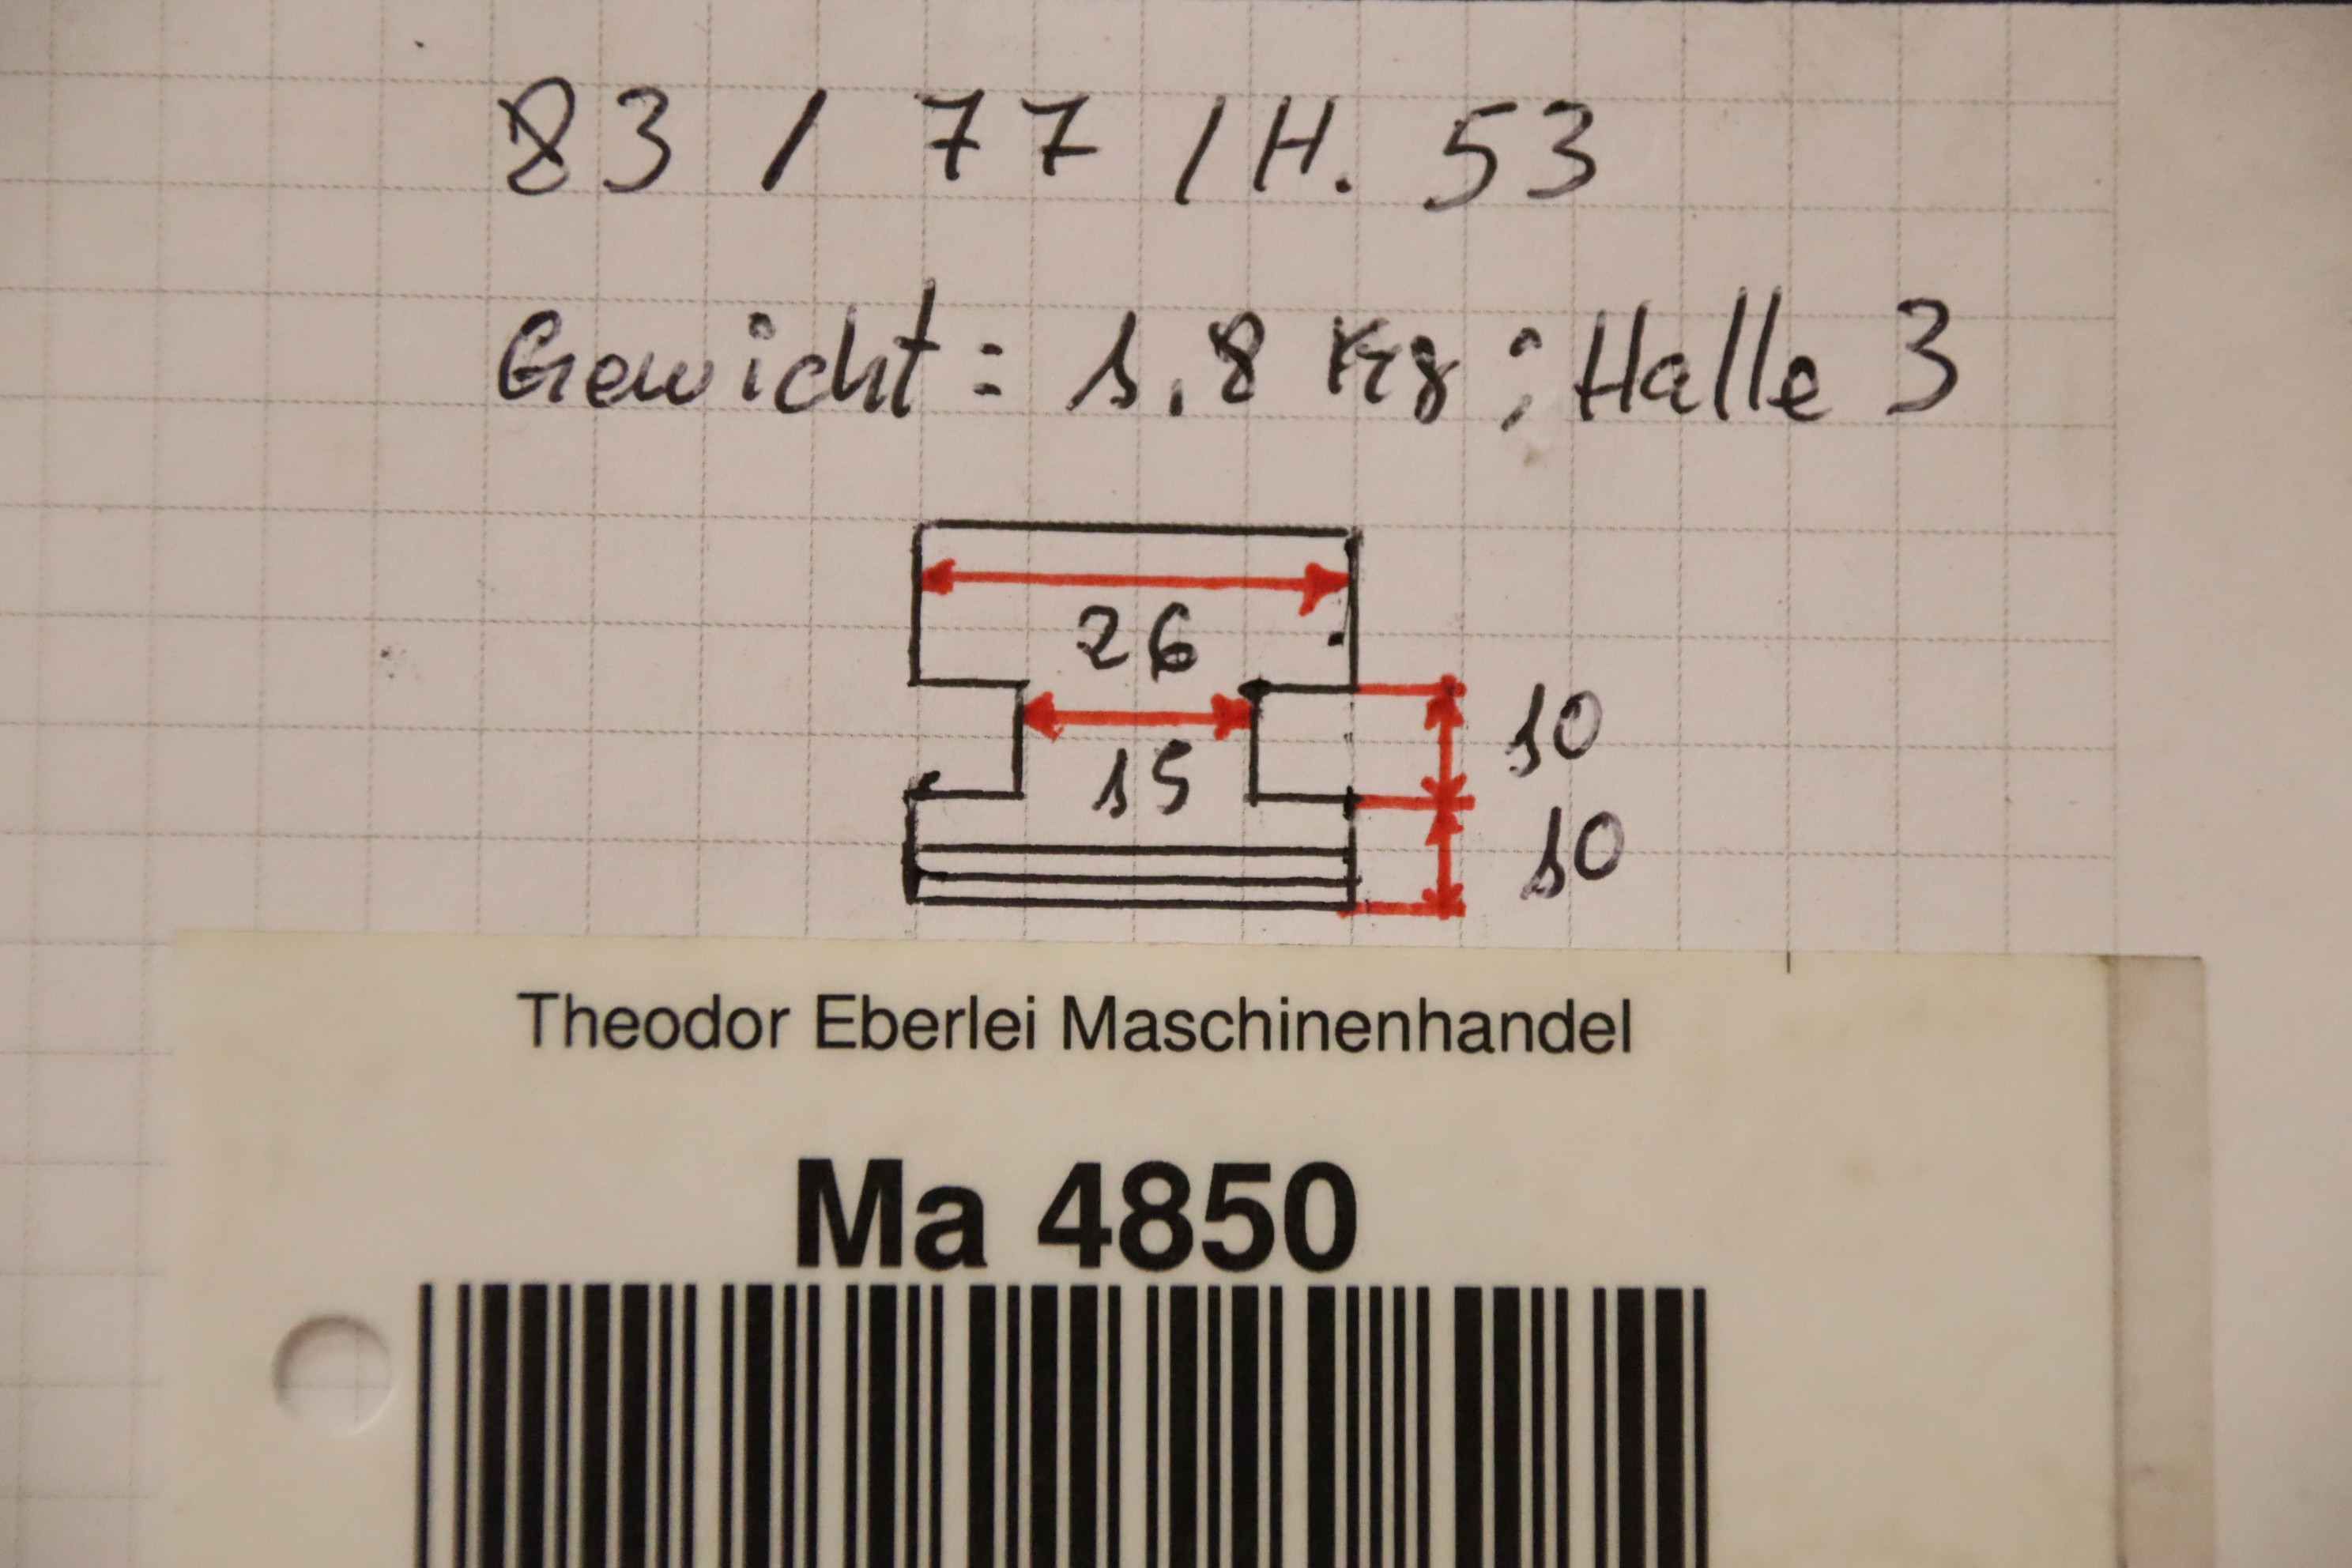 83 / 77 / H. 53
Gewicht: 1.8 Kg ; Halle 3
26
10
15
10
Theodor Eberlei Maschinenhandel
Ma 4850